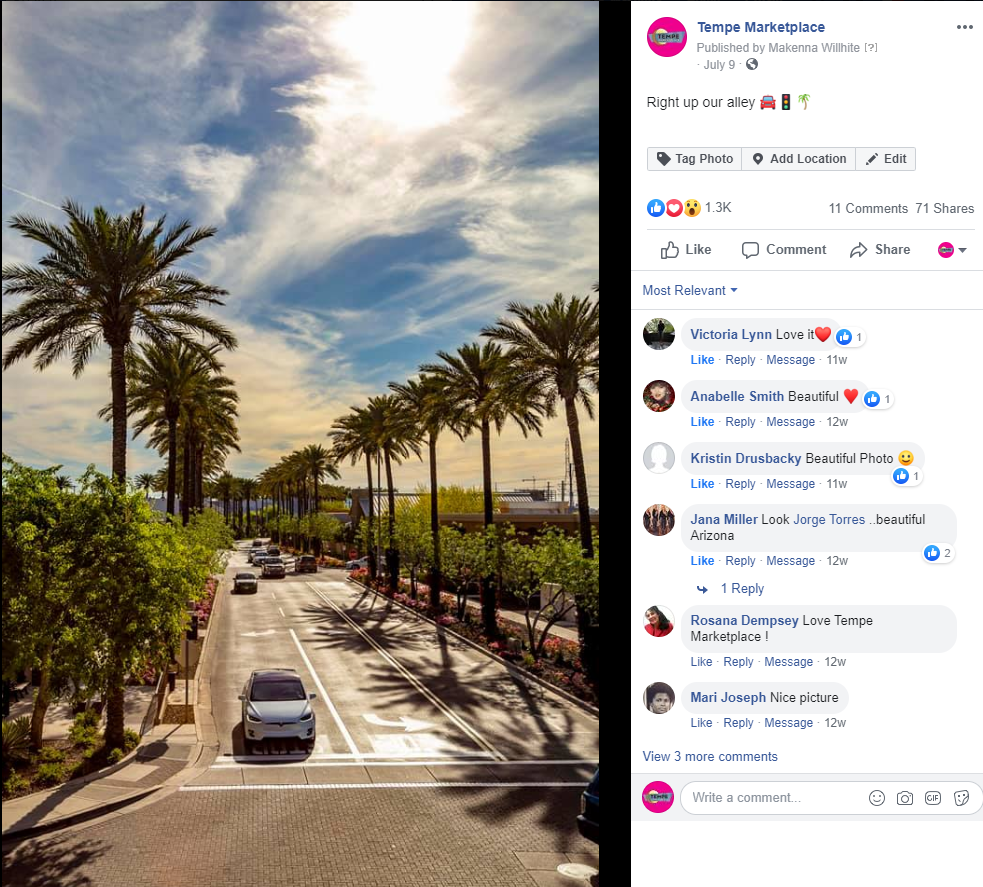 TEMPE
Tempe Marketplace
Published by Makenna Willhite [?]
· July 9 ·
Right up our alley 🚘🚦🌴
Tag Photo Add Location Edit
1.3K 11 Comments 71 Shares
Like Comment Share
Most Relevant
Victoria Lynn Love it❤️ 1
Like · Reply · Message · 11w
Anabelle Smith Beautiful ❤️ 1
Like · Reply · Message · 12w
Kristin Drusbacky Beautiful Photo 😀
1
Like · Reply · Message · 11w
Jana Miller Look Jorge Torres ..beautiful
Arizona
2
Like · Reply · Message · 12w
1 Reply
Rosana Dempsey Love Tempe
Marketplace !
Like · Reply · Message · 12w
Mari Joseph Nice picture
Like · Reply · Message · 12w
View 3 more comments
TEMPE
Write a comment...
GIF